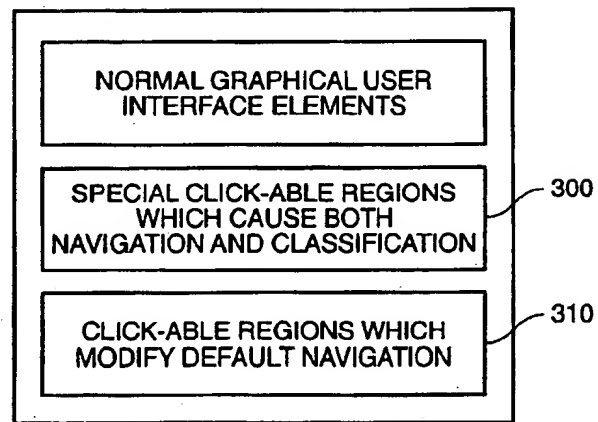 NORMAL GRAPHICAL USER
INTERFACE ELEMENTS
SPECIAL CLICK-ABLE REGIONS
WHICH CAUSE BOTH
NAVIGATION AND CLASSIFICATION
300
CLICK-ABLE REGIONS WHICH
MODIFY DEFAULT NAVIGATION
310